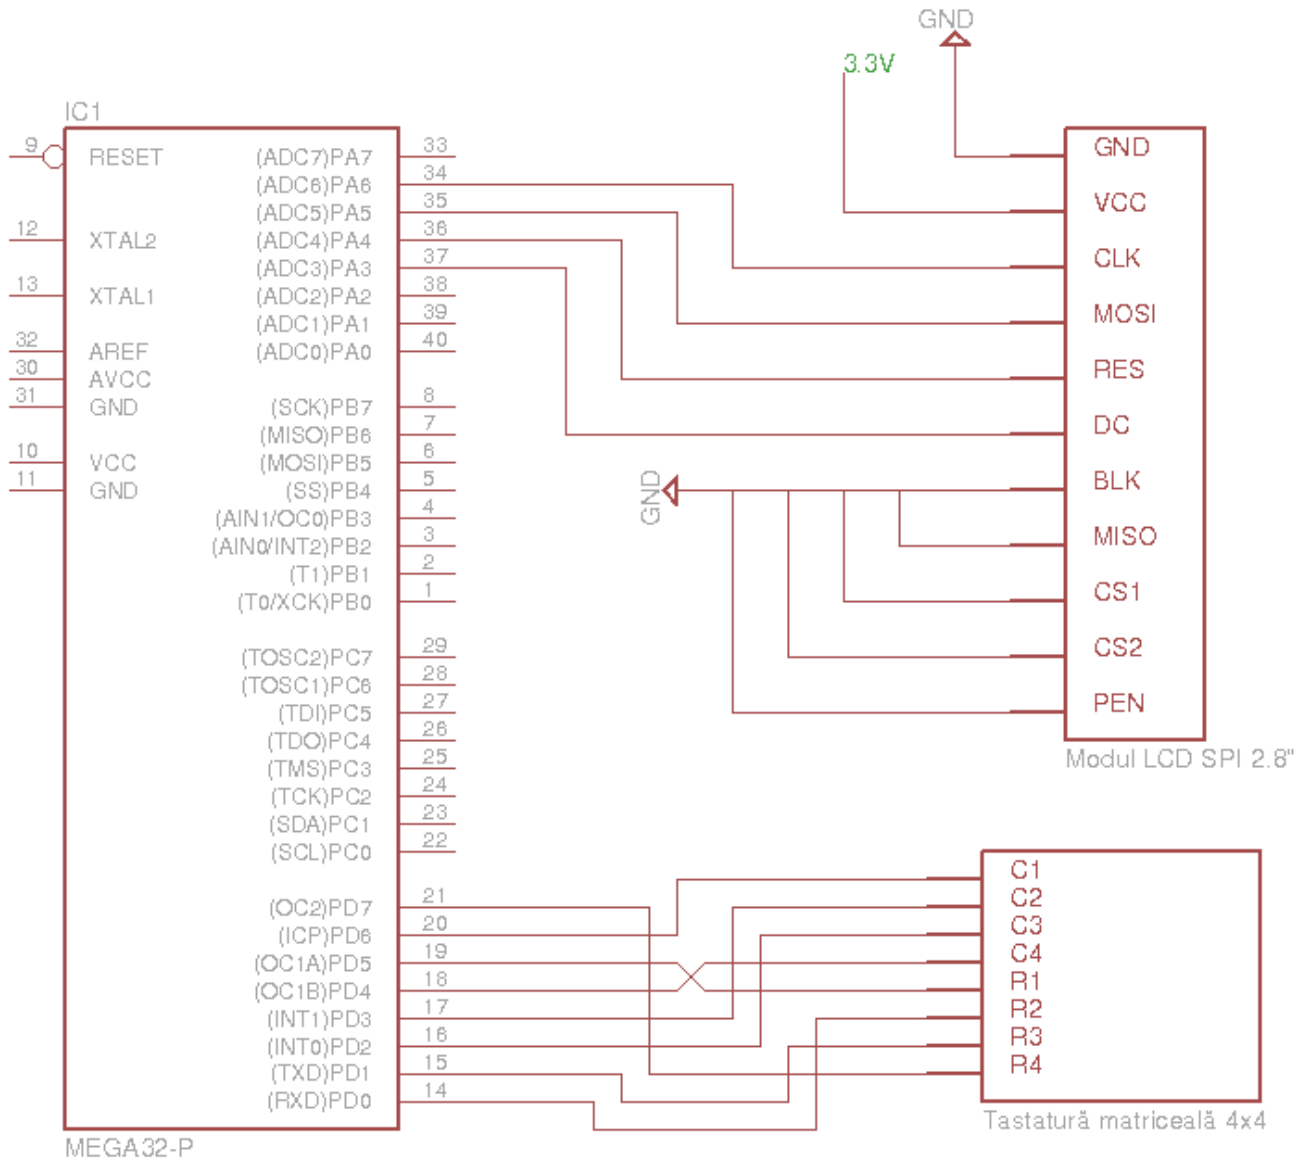 GND
3.3V
IC1
9 RESET (ADC7)PA7 33
(ADC6)PA6 34
(ADC5)PA5 35
12 XTAL2 (ADC4)PA4 36
(ADC3)PA3 37
13 XTAL1 (ADC2)PA2 38
(ADC1)PA1 39
32 AREF (ADC0)PA0 40
30 AVCC
31 GND (SCK)PB7 8
(MISO)PB6 7
10 VCC (MOSI)PB5 6
11 GND (SS)PB4 5
(AIN1/OC0)PB3 4
(AIN0/INT2)PB2 3
(T1)PB1 2
(T0/XCK)PB0 1
(TOSC2)PC7 29
(TOSC1)PC6 28
(TDI)PC5 27
(TDO)PC4 26
(TMS)PC3 25
(TCK)PC2 24
(SDA)PC1 23
(SCL)PC0 22
(OC2)PD7 21
(ICP)PD6 20
(OC1A)PD5 19
(OC1B)PD4 18
(INT1)PD3 17
(INT0)PD2 16
(TXD)PD1 15
(RXD)PD0 14
MEGA32-P
GND
GND
VCC
CLK
MOSI
RES
DC
BLK
MISO
CS1
CS2
PEN
Modul LCD SPI 2.8"
C1
C2
C3
C4
R1
R2
R3
R4
Tastatură matriceală 4x4